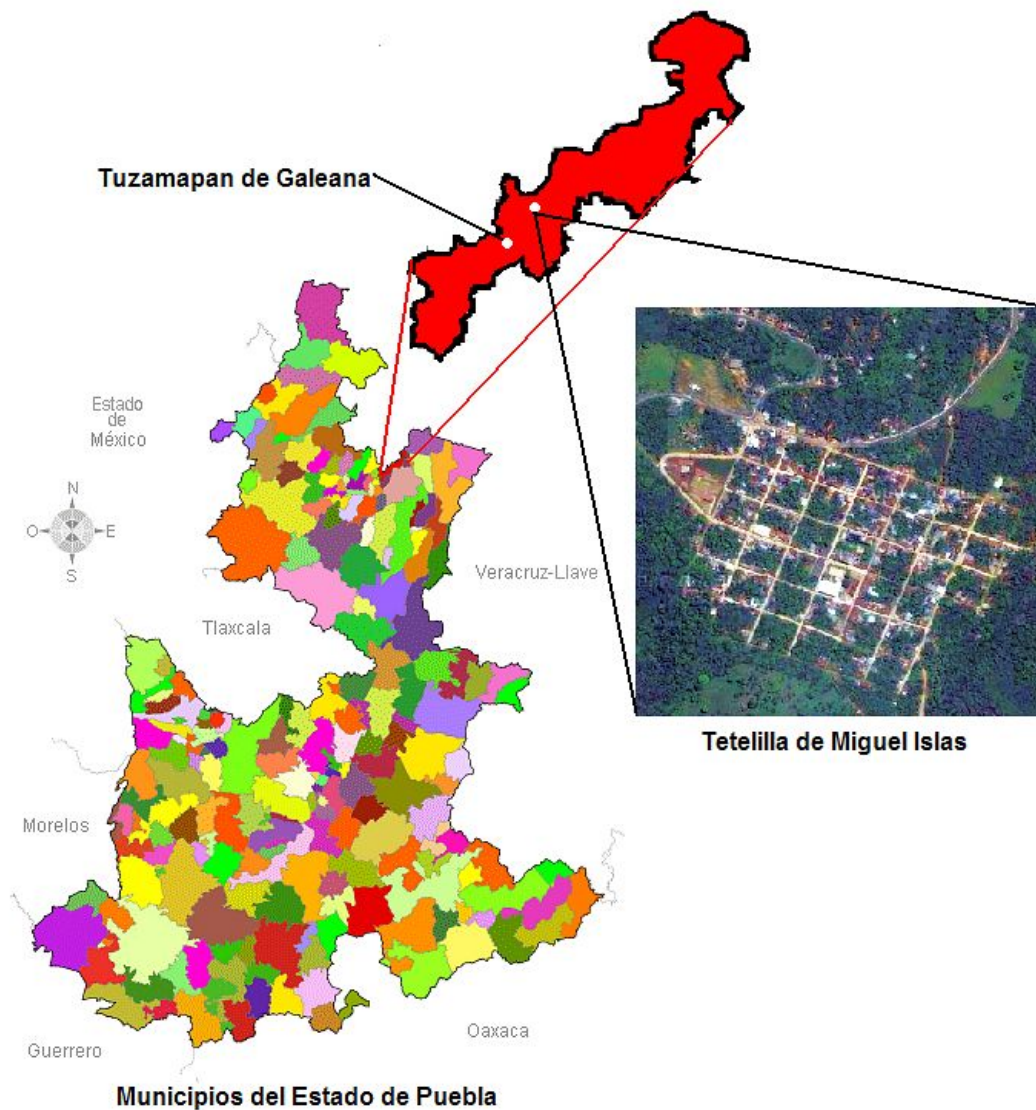 Tuzamapan de Galeana
Estado
de
México
N
O
E
S
Veracruz-Llave
Tlaxcala
Tetelilla de Miguel Islas
Morelos
Oaxaca
Guerrero
Municipios del Estado de Puebla